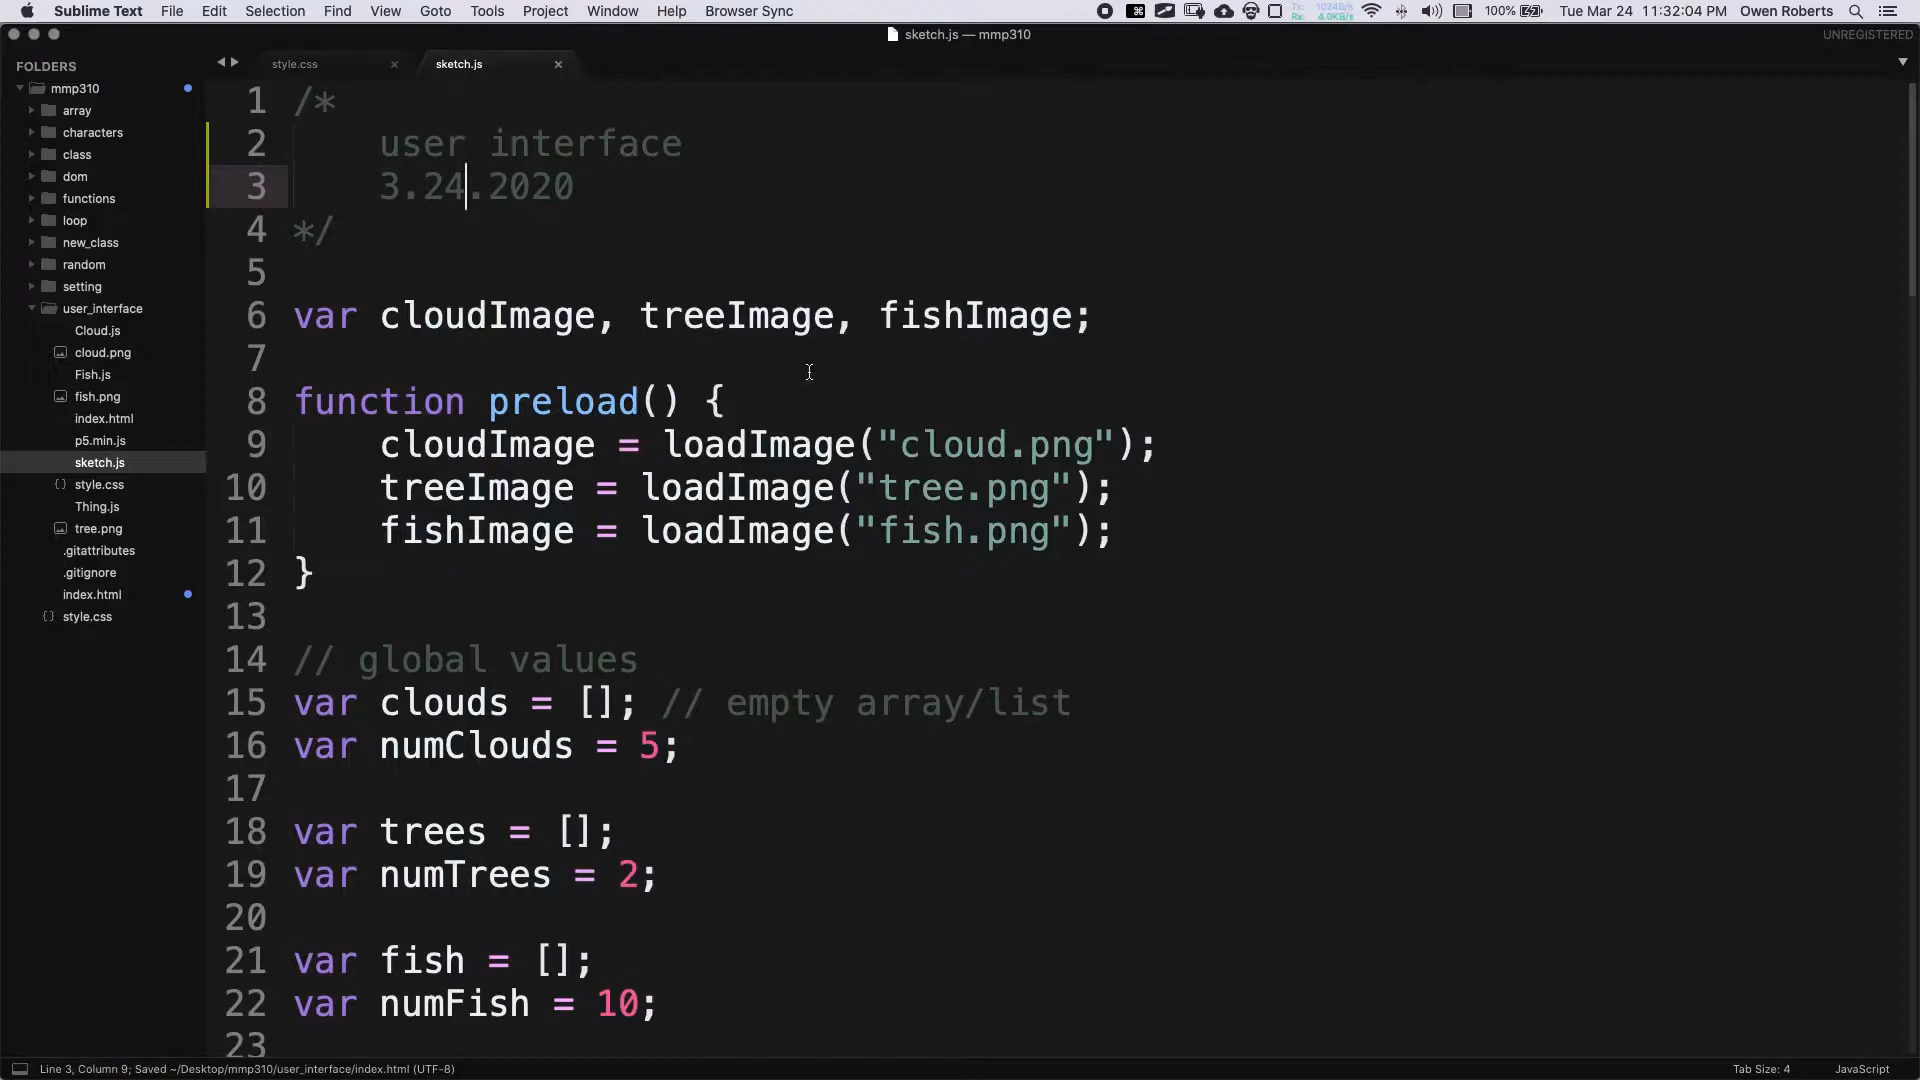 Sublime Text File Edit Selection Find View Goto Tools Project Window Help Browser Sync Tx: 1024B/s Rx: 4.0KB/s 100% Tue Mar 24 11:32:04 PM Owen Roberts
sketch.js — mmp310 UNREGISTERED
FOLDERS
mmp310
array
characters
class
dom
functions
loop
new_class
random
setting
user_interface
Cloud.js
cloud.png
Fish.js
fish.png
index.html
p5.min.js
sketch.js
{} style.css
Thing.js
tree.png
.gitattributes
.gitignore
index.html
{} style.css
style.css × sketch.js ×
1 /*
2 user interface
3 3.24.2020
4 */
5
6 var cloudImage, treeImage, fishImage;
7
8 function preload() {
9 cloudImage = loadImage("cloud.png");
10 treeImage = loadImage("tree.png");
11 fishImage = loadImage("fish.png");
12 }
13
14 // global values
15 var clouds = []; // empty array/list
16 var numClouds = 5;
17
18 var trees = [];
19 var numTrees = 2;
20
21 var fish = [];
22 var numFish = 10;
23
Line 3, Column 9; Saved ~/Desktop/mmp310/user_interface/index.html (UTF-8) Tab Size: 4 JavaScript